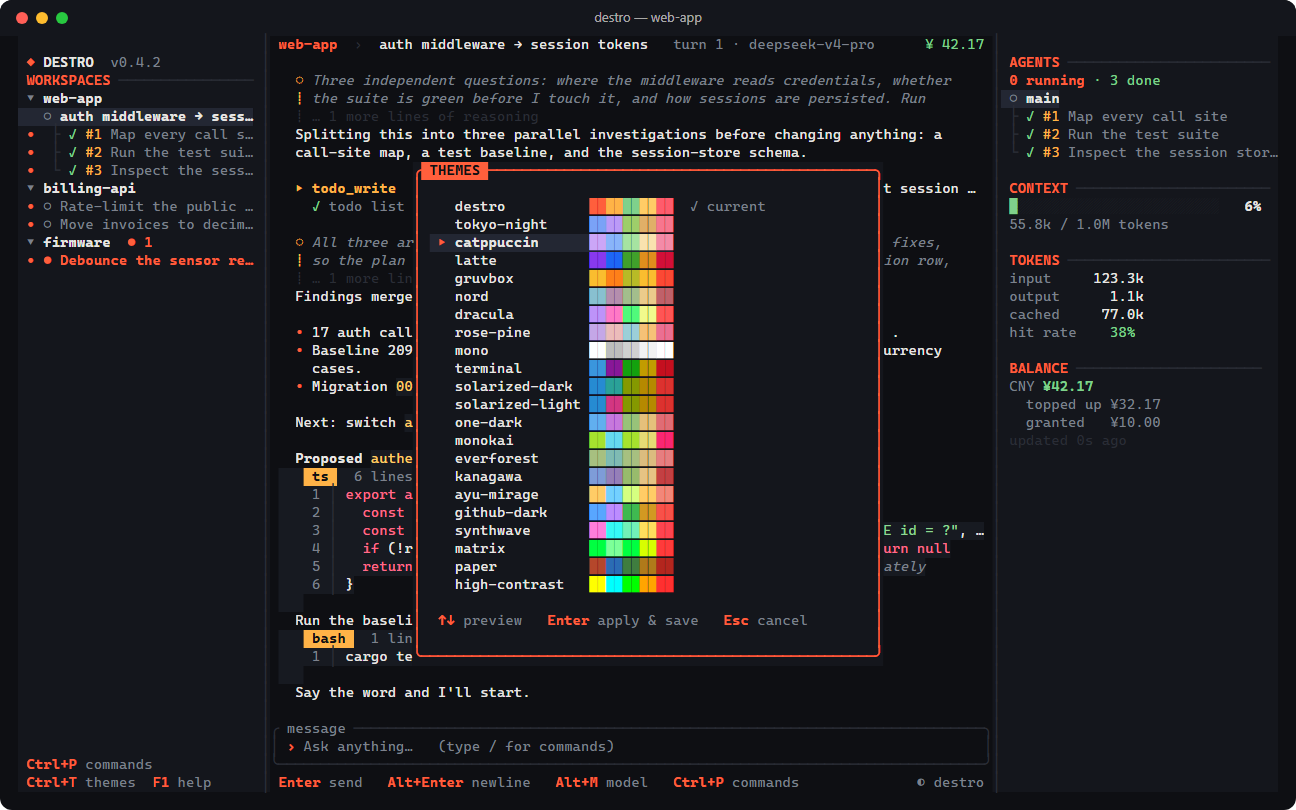 destro — web-app
◆ DESTRO v0.4.2
WORKSPACES
▾ web-app
○ auth middleware → sess…
• ✓ #1 Map every call s…
• ✓ #2 Run the test sui…
• ✓ #3 Inspect the sess…
▾ billing-api
• ○ Rate-limit the public …
• ○ Move invoices to decim…
▾ firmware ● 1
• ● Debounce the sensor re…
Ctrl+P commands
Ctrl+T themes F1 help
web-app › auth middleware → session tokens turn 1 · deepseek-v4-pro ¥ 42.17
○ Three independent questions: where the middleware reads credentials, whether
the suite is green before I touch it, and how sessions are persisted. Run
… 1 more lines of reasoning
Splitting this into three parallel investigations before changing anything: a
call-site map, a test baseline, and the session-store schema.
▸ todo_write t session …
✓ todo list
○ All three ar fixes,
so the plan ion row,
… 1 more lin
Findings merge
• 17 auth call .
• Baseline 209 urrency
cases.
• Migration 00
Next: switch a
Proposed authe
ts 6 lines
1 export a
2 const
3 const E id = ?", …
4 if (!r urn null
5 return ately
6 }
Run the baseli
bash 1 lin
1 cargo te
Say the word and I'll start.
THEMES
destro ✓ current
tokyo-night
▸ catppuccin
latte
gruvbox
nord
dracula
rose-pine
mono
terminal
solarized-dark
solarized-light
one-dark
monokai
everforest
kanagawa
ayu-mirage
github-dark
synthwave
matrix
paper
high-contrast
↑↓ preview Enter apply & save Esc cancel
message
› Ask anything… (type / for commands)
Enter send Alt+Enter newline Alt+M model Ctrl+P commands ◐ destro
AGENTS
0 running · 3 done
○ main
✓ #1 Map every call site
✓ #2 Run the test suite
✓ #3 Inspect the session stor…
CONTEXT
6%
55.8k / 1.0M tokens
TOKENS
input 123.3k
output 1.1k
cached 77.0k
hit rate 38%
BALANCE
CNY ¥42.17
topped up ¥32.17
granted ¥10.00
updated 0s ago